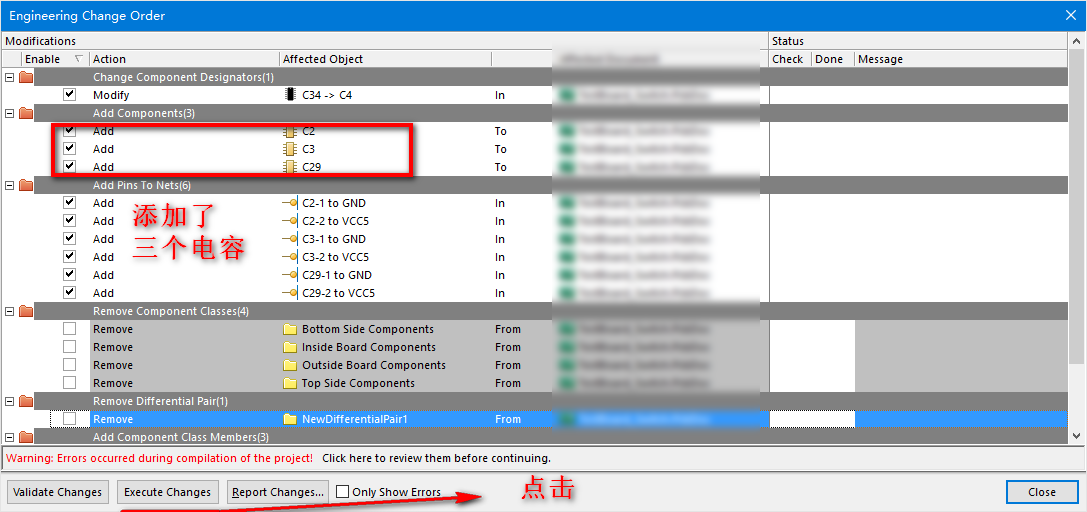 Engineering Change Order
Modifications Status
Enable Action Affected Object Check Done Message
Change Component Designators(1)
Modify C34 -> C4 In
Add Components(3)
Add C2 To
Add C3 To
Add C29 To
Add Pins To Nets(6)
Add C2-1 to GND In
Add C2-2 to VCC5 In
Add C3-1 to GND In
Add C3-2 to VCC5 In
Add C29-1 to GND In
Add C29-2 to VCC5 In
添加了
三个电容
Remove Component Classes(4)
Remove Bottom Side Components From
Remove Inside Board Components From
Remove Outside Board Components From
Remove Top Side Components From
Remove Differential Pair(1)
Remove NewDifferentialPair1 From
Add Component Class Members(3)
Warning: Errors occurred during compilation of the project! Click here to review them before continuing.
Validate Changes Execute Changes Report Changes... Only Show Errors 点击 Close